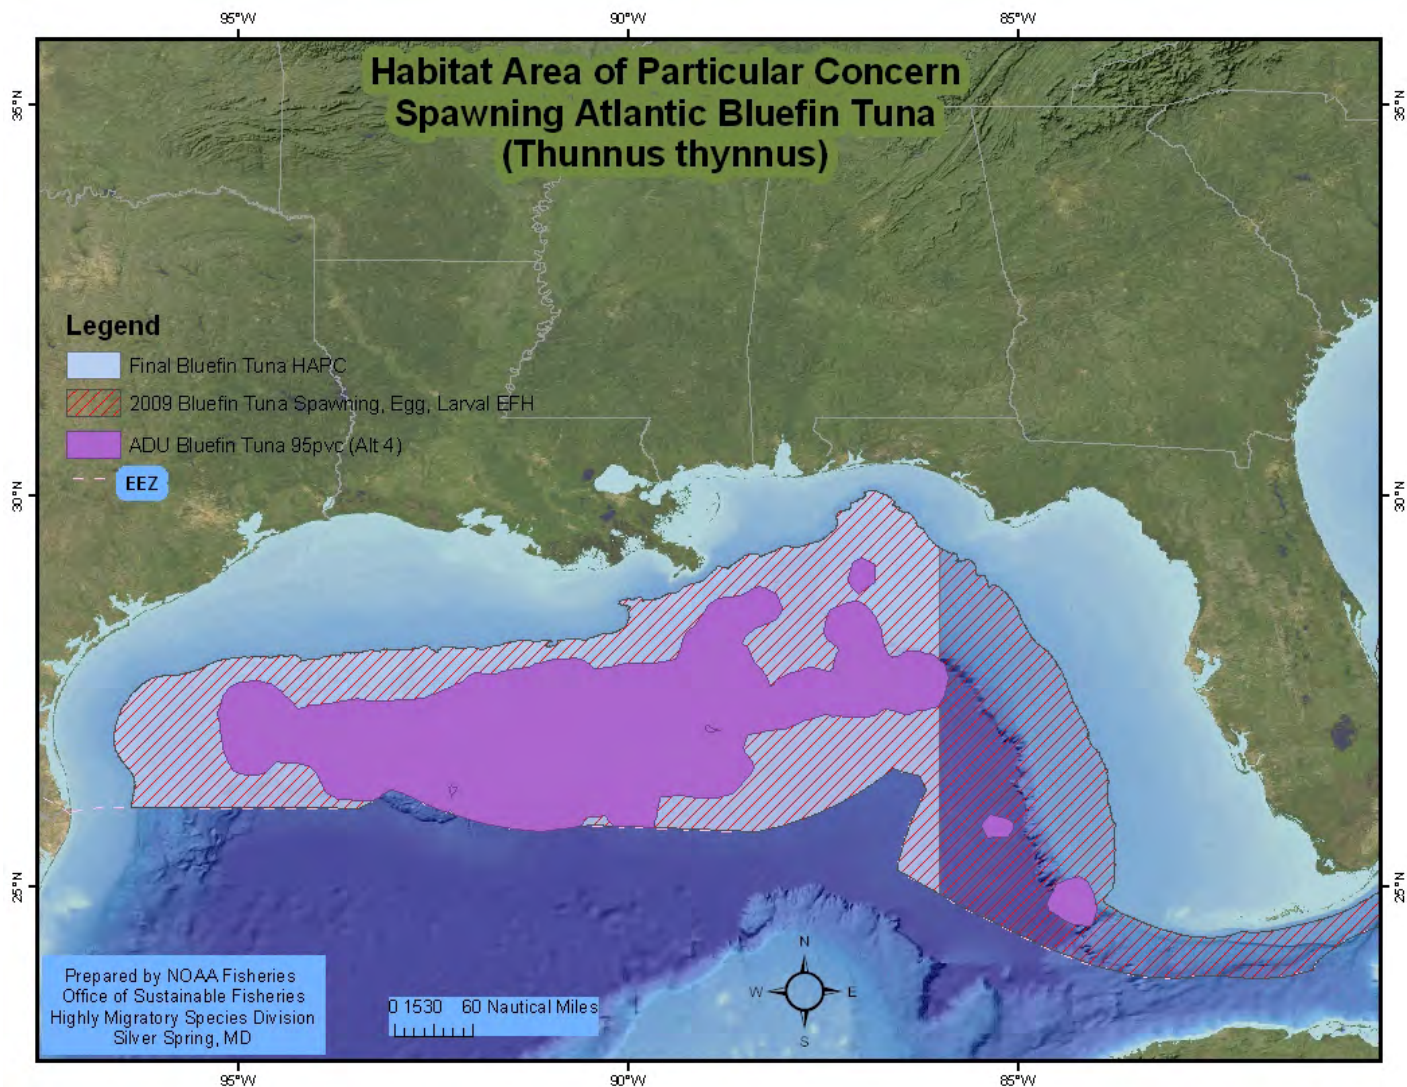 95°W
90°W
85°W
Habitat Area of Particular Concern
Spawning Atlantic Bluefin Tuna
(Thunnus thynnus)
35°N
35°N
Legend
Final Bluefin Tuna HAPC
2009 Bluefin Tuna Spawning, Egg, Larval EFH
ADU Bluefin Tuna 95pvc (Alt 4)
EEZ
30°N
30°N
25°N
25°N
Prepared by NOAA Fisheries
Office of Sustainable Fisheries
Highly Migratory Species Division
Silver Spring, MD
0 1530 60 Nautical Miles
N
W E
S
95°W
90°W
85°W